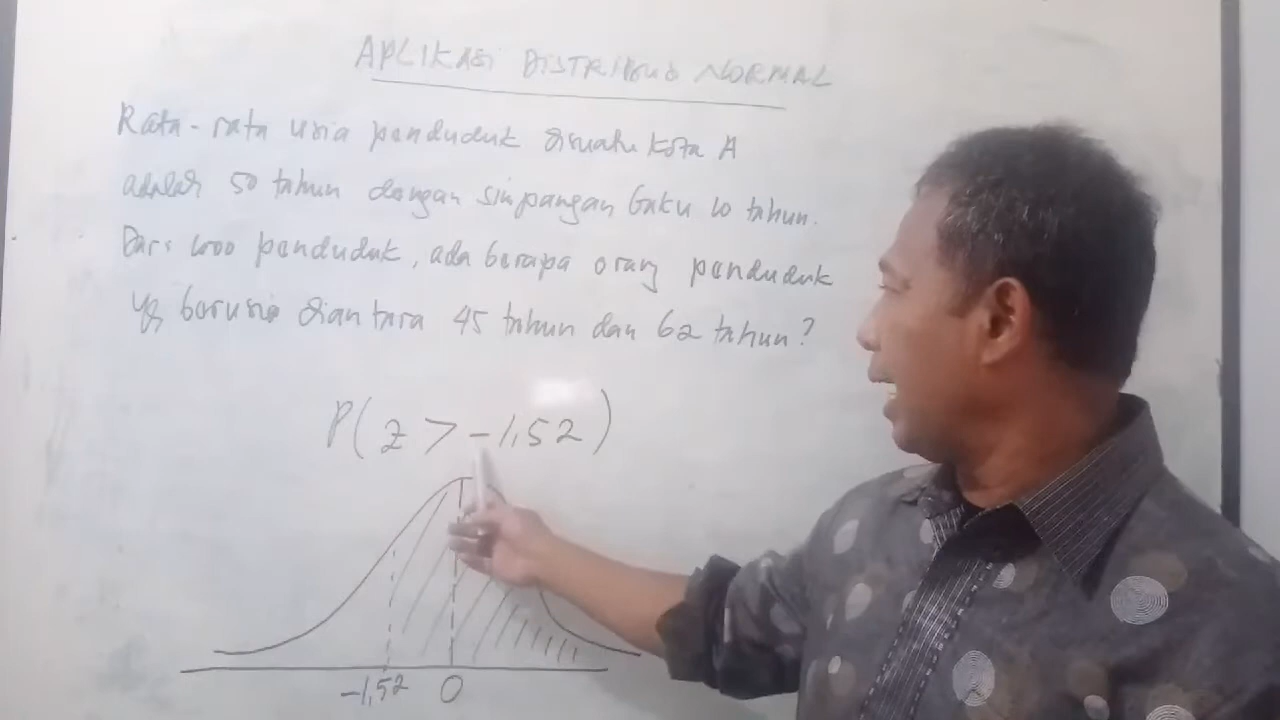 APLIKASI DISTRIBUSI NORMAL
Rata-rata usia penduduk disuatu kota A
adalah 50 tahun dengan simpangan baku 10 tahun.
Dari 1000 penduduk, ada berapa orang penduduk
yg berusia diantara 45 tahun dan 62 tahun?
P(z > -1,52)
-1,52 0